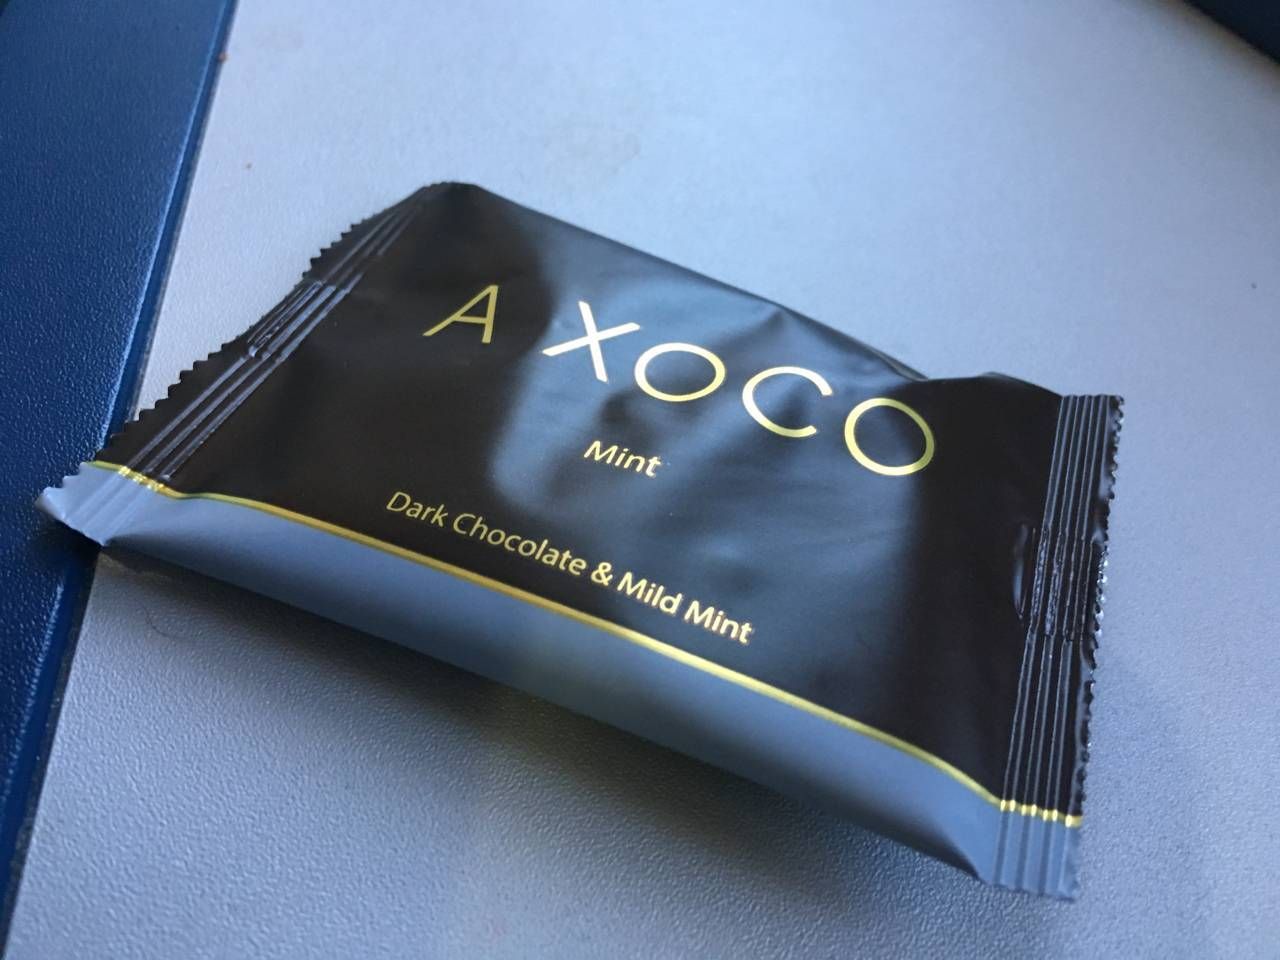 A XOCO
Mint
Dark Chocolate & Mild Mint